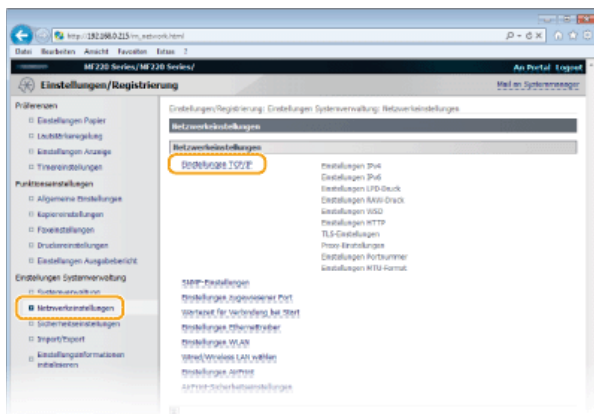 http://192.168.0.215/m_network.html
Datei Bearbeiten Ansicht Favoriten Extras ?
MF220 Series/MF220 Series/
An Portal Logout
Einstellungen/Registrierung
Mail an Systemmanager
Präferenzen
Einstellungen Papier
Lautstärkeregelung
Einstellungen Anzeige
Timereinstellungen
Funktionseinstellungen
Allgemeine Einstellungen
Kopiereinstellungen
Faxeinstellungen
Druckereinstellungen
Einstellungen Ausgabebericht
Einstellungen Systemverwaltung
Systemverwaltung
Netzwerkeinstellungen
Sicherheitseinstellungen
Import/Export
Einstellungsinformationen
initialisieren
Einstellungen/Registrierung: Einstellungen Systemverwaltung: Netzwerkeinstellungen
Netzwerkeinstellungen
Netzwerkeinstellungen
Einstellungen TCP/IP
Einstellungen IPv4
Einstellungen IPv6
Einstellungen LPD-Druck
Einstellungen RAW-Druck
Einstellungen WSD
Einstellungen HTTP
TLS-Einstellungen
Proxy-Einstellungen
Einstellungen Portnummer
Einstellungen MTU-Format
SNMP-Einstellungen
Einstellungen zugewiesener Port
Wartezeit für Verbindung bei Start
Einstellungen Ethernettreiber
Einstellungen WLAN
Wired/Wireless LAN wählen
Einstellungen AirPrint
AirPrint-Sicherheitseinstellungen